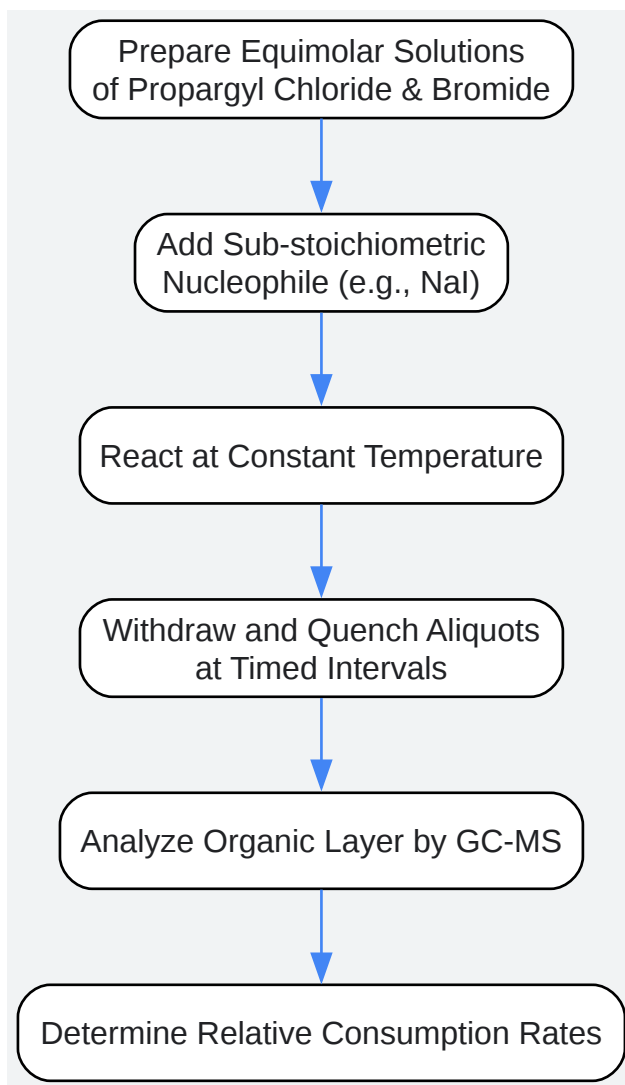 Prepare Equimolar Solutions
of Propargyl Chloride & Bromide
Add Sub-stoichiometric
Nucleophile (e.g., NaI)
React at Constant Temperature
Withdraw and Quench Aliquots
at Timed Intervals
Analyze Organic Layer by GC-MS
Determine Relative Consumption Rates